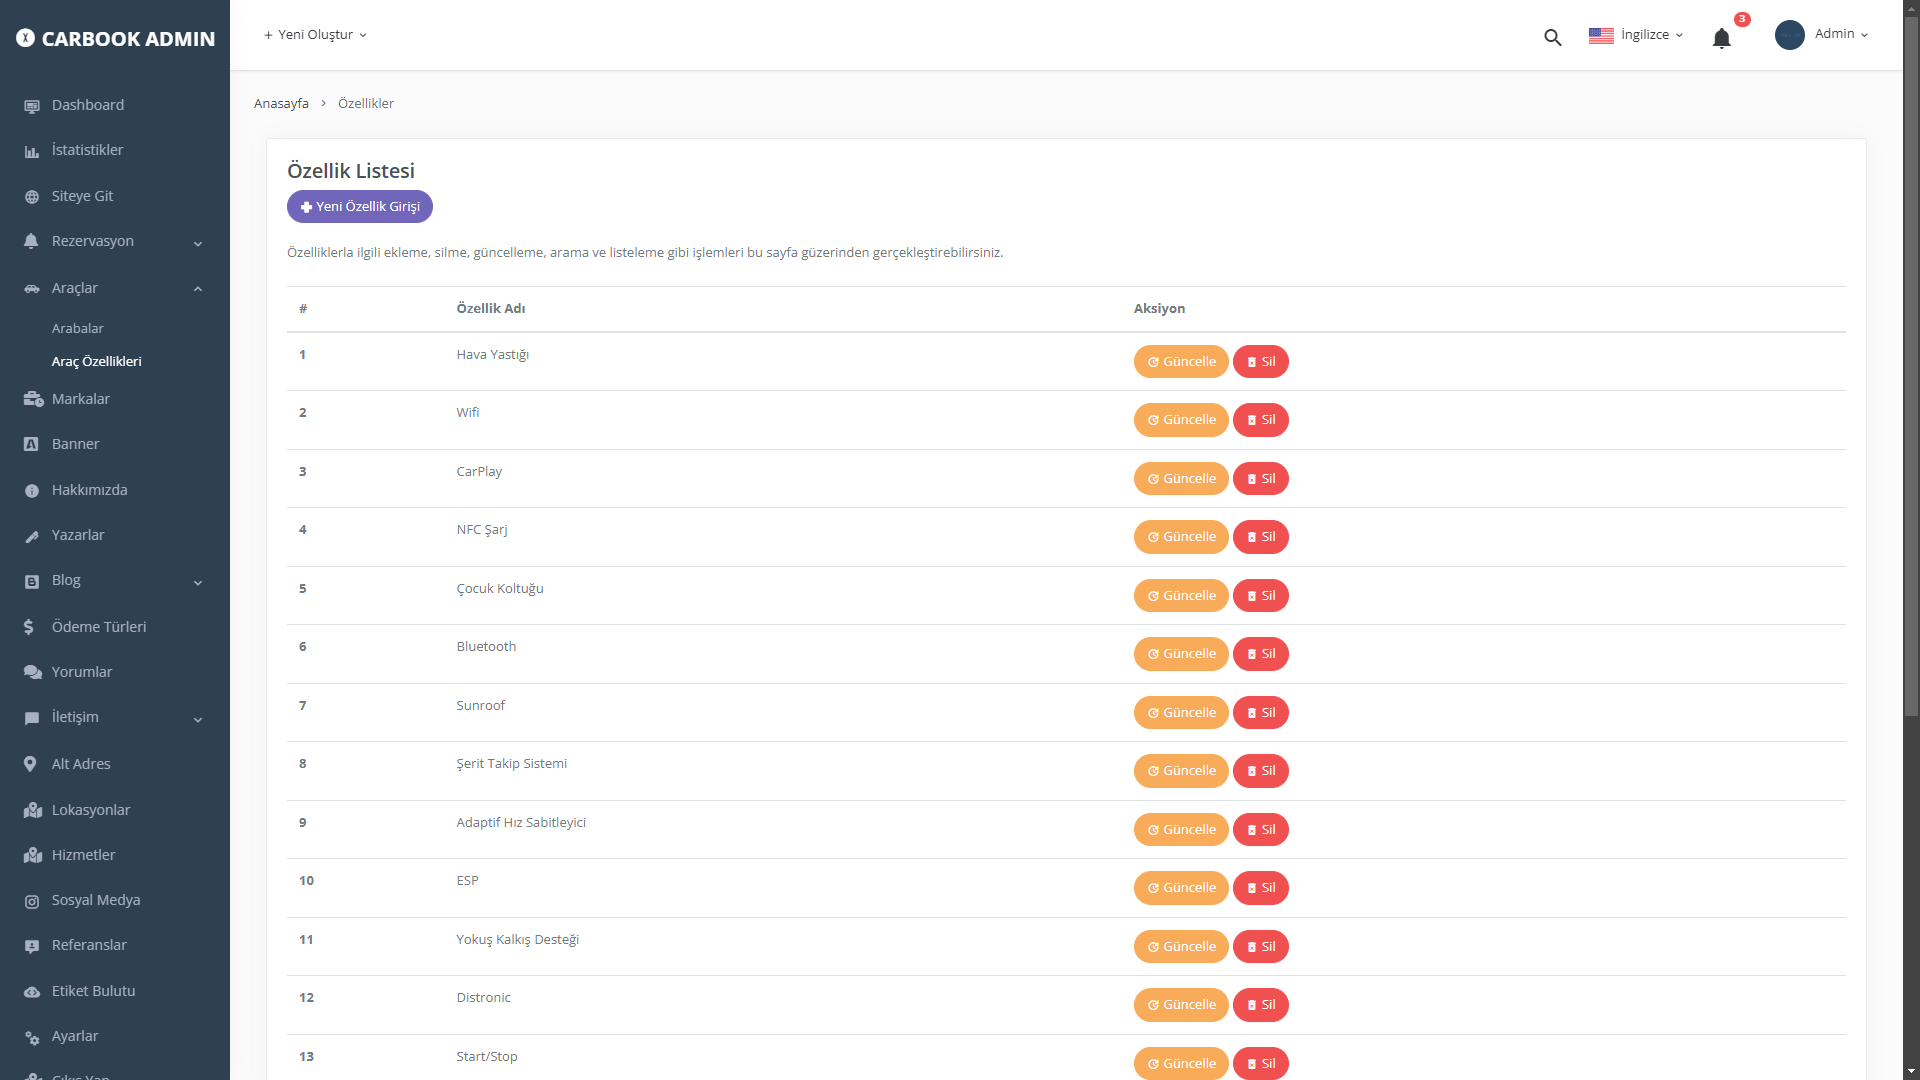 CARBOOK ADMIN
+ Yeni Oluştur
İngilizce
3
Admin
Dashboard
İstatistikler
Siteye Git
Rezervasyon
Araçlar
Arabalar
Araç Özellikleri
Markalar
Banner
Hakkımızda
Yazarlar
Blog
Ödeme Türleri
Yorumlar
İletişim
Alt Adres
Lokasyonlar
Hizmetler
Sosyal Medya
Referanslar
Etiket Bulutu
Ayarlar
Çıkış Yap
Anasayfa > Özellikler
Özellik Listesi
Yeni Özellik Girişi
Özelliklerla ilgili ekleme, silme, güncelleme, arama ve listeleme gibi işlemleri bu sayfa güzerinden gerçekleştirebilirsiniz.
# Özellik Adı Aksiyon
1 Hava Yastığı Güncelle Sil
2 Wifi Güncelle Sil
3 CarPlay Güncelle Sil
4 NFC Şarj Güncelle Sil
5 Çocuk Koltuğu Güncelle Sil
6 Bluetooth Güncelle Sil
7 Sunroof Güncelle Sil
8 Şerit Takip Sistemi Güncelle Sil
9 Adaptif Hız Sabitleyici Güncelle Sil
10 ESP Güncelle Sil
11 Yokuş Kalkış Desteği Güncelle Sil
12 Distronic Güncelle Sil
13 Start/Stop Güncelle Sil